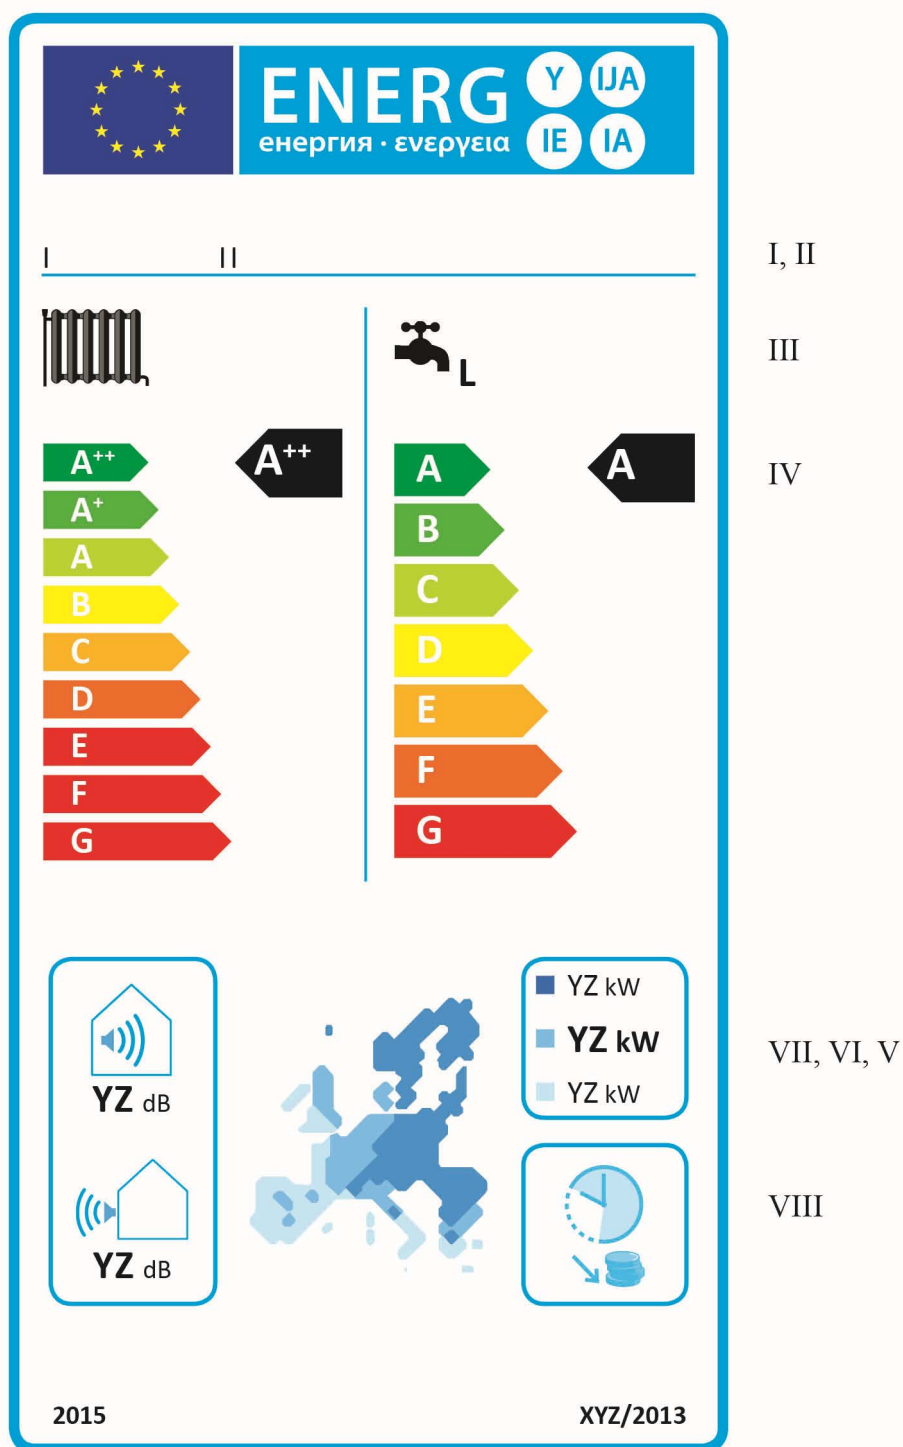 ENERG Y IJA
енергия · ενεργεια IE IA
I II
I, II
III
L
A++ A++
A+
A
B
C
D
E
F
G
A A
B
C
D
E
F
G
IV
YZ dB
YZ dB
YZ kW
YZ kW
YZ kW
VII, VI, V
VIII
2015 XYZ/2013